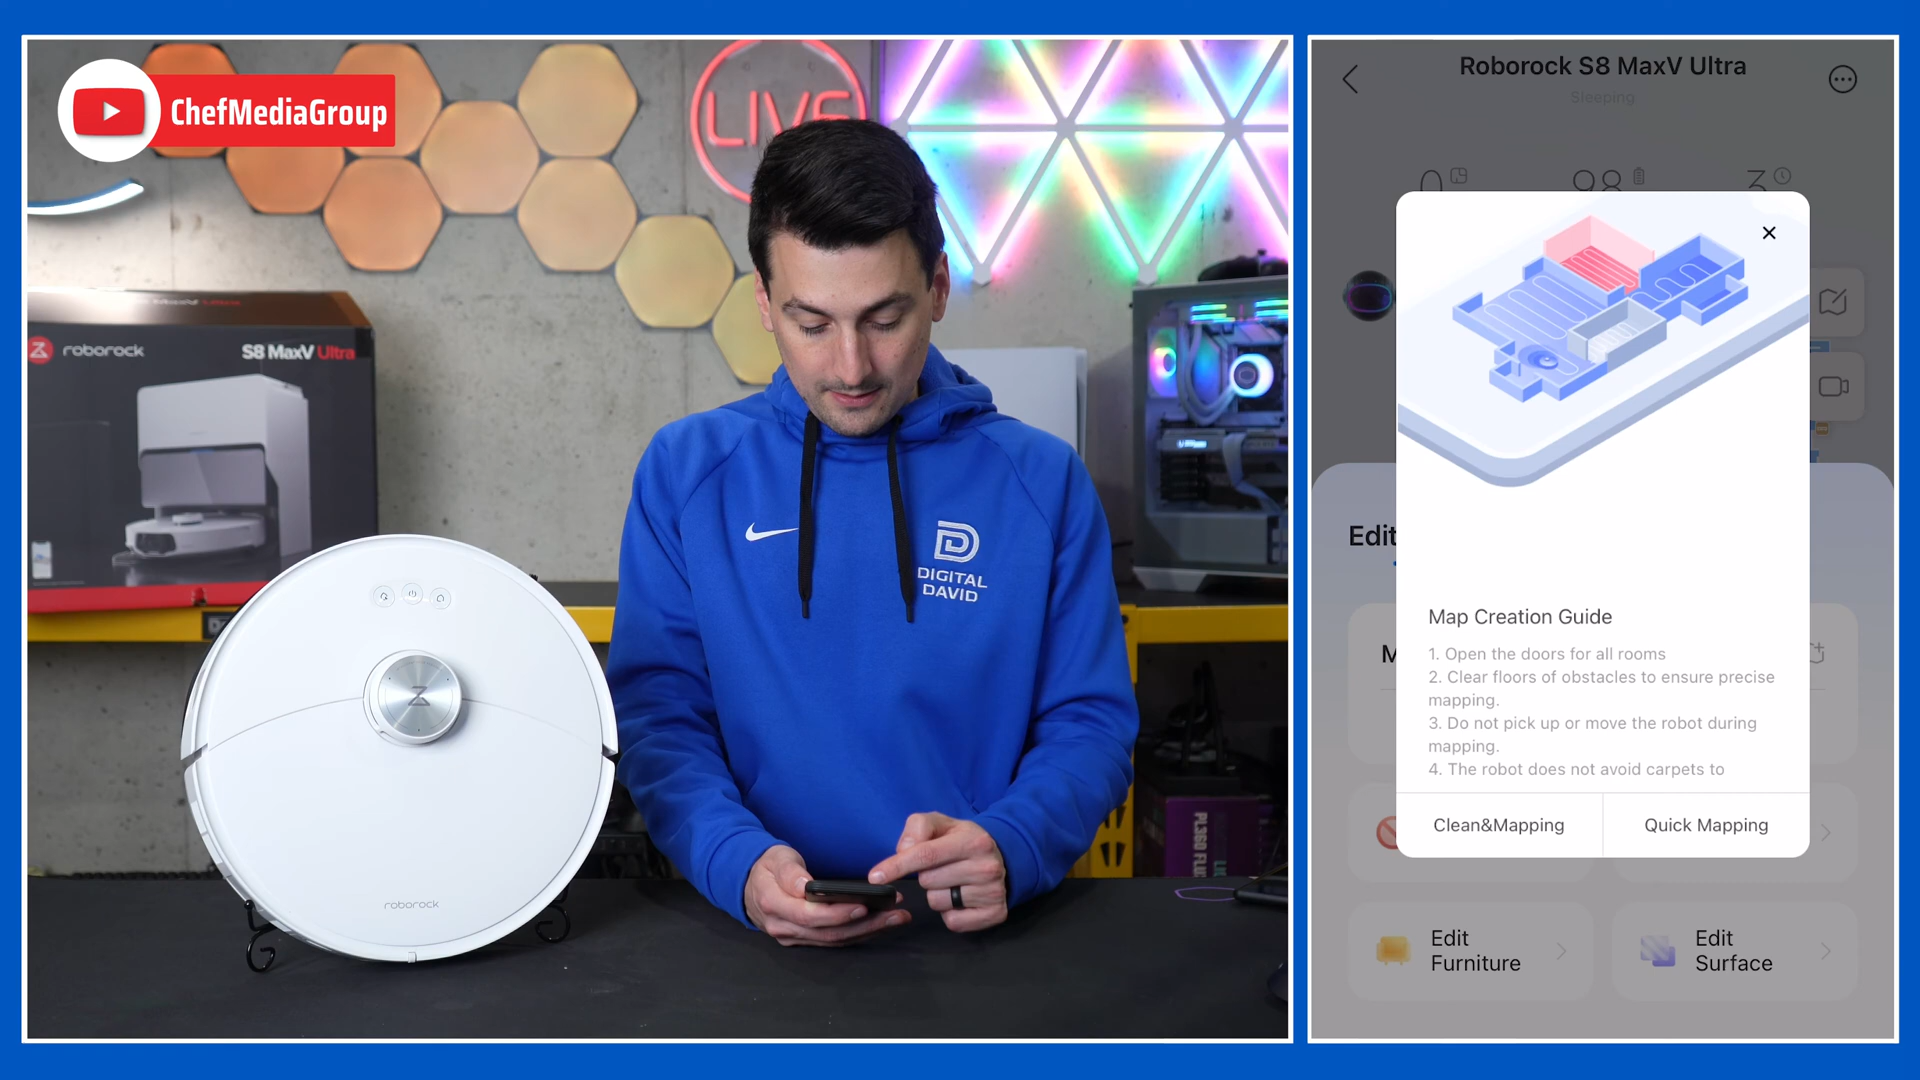 ChefMediaGroup
LIVE
roborock
S8 MaxV Ultra
DIGITAL
DAVID
roborock
Roborock S8 MaxV Ultra
Sleeping
98
Edit
Map Creation Guide
1. Open the doors for all rooms
2. Clear floors of obstacles to ensure precise
mapping.
3. Do not pick up or move the robot during
mapping.
4. The robot does not avoid carpets to
Clean&Mapping
Quick Mapping
Edit
Furniture
Edit
Surface